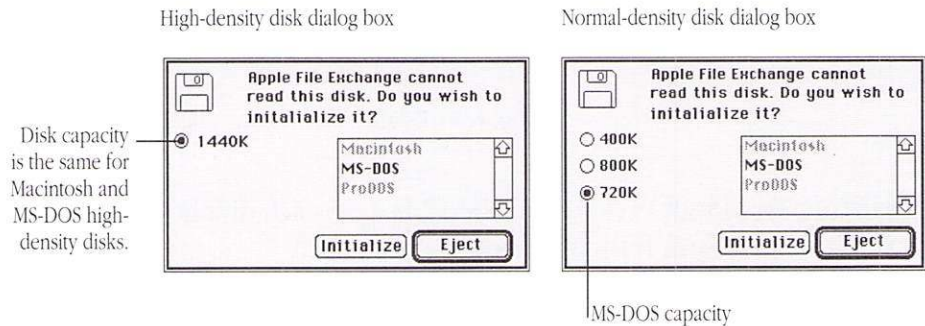 High-density disk dialog box
Apple File Exchange cannot
read this disk. Do you wish to
initalialize it?
1440K
Macintosh
MS-DOS
ProDOS
Initialize
Eject
Disk capacity
is the same for
Macintosh and
MS-DOS high-
density disks.
Normal-density disk dialog box
Apple File Exchange cannot
read this disk. Do you wish to
initalialize it?
400K
800K
720K
Macintosh
MS-DOS
ProDOS
Initialize
Eject
MS-DOS capacity